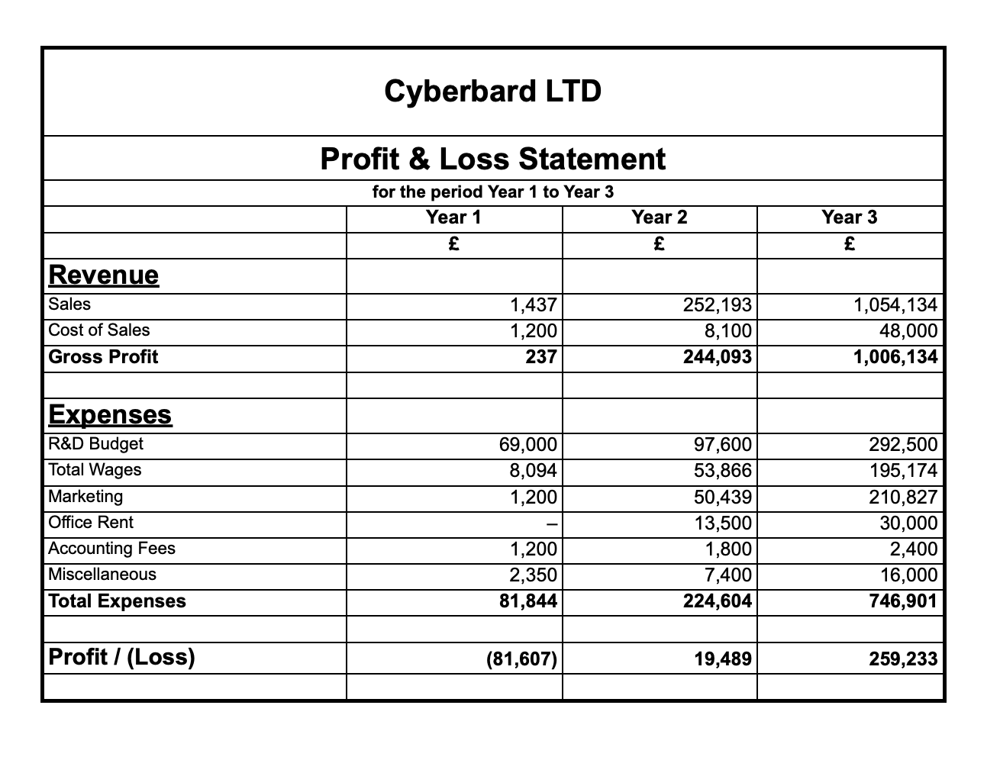 Cyberbard LTD
Profit & Loss Statement
for the period Year 1 to Year 3
Year 1 Year 2 Year 3
£ £ £
Revenue
Sales 1,437 252,193 1,054,134
Cost of Sales 1,200 8,100 48,000
Gross Profit 237 244,093 1,006,134
Expenses
R&D Budget 69,000 97,600 292,500
Total Wages 8,094 53,866 195,174
Marketing 1,200 50,439 210,827
Office Rent – 13,500 30,000
Accounting Fees 1,200 1,800 2,400
Miscellaneous 2,350 7,400 16,000
Total Expenses 81,844 224,604 746,901
Profit / (Loss) (81,607) 19,489 259,233